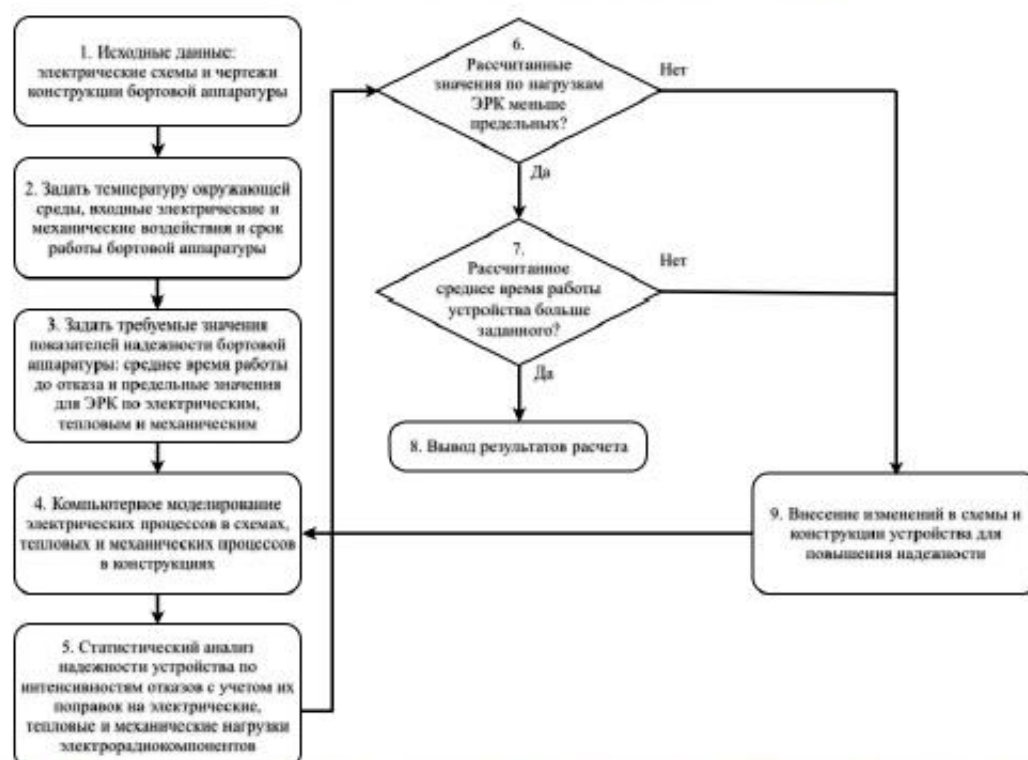 1. Исходные данные:
электрические схемы и чертежи
конструкции бортовой аппаратуры
2. Задать температуру окружающей
среды, входные электрические и
механические воздействия и срок
работы бортовой аппаратуры
3. Задать требуемые значения
показателей надежности бортовой
аппаратуры: среднее время работы
до отказа и предельные значения
для ЭРК по электрическим,
тепловым и механическим
4. Компьютерное моделирование
электрических процессов в схемах,
тепловых и механических процессов
в конструкциях
5. Статистический анализ
надежности устройства по
интенсивностям отказов с учетом их
поправок на электрические,
тепловые и механические нагрузки
электрорадиокомпонентов
6.
Рассчитанные
значения по нагрузкам
ЭРК меньше
предельных?
Нет
Да
7.
Рассчитанное
среднее время работы
устройства больше
заданного?
Нет
Да
8. Вывод результатов расчета
9. Внесение изменений в схемы и
конструкции устройства для
повышения надежности